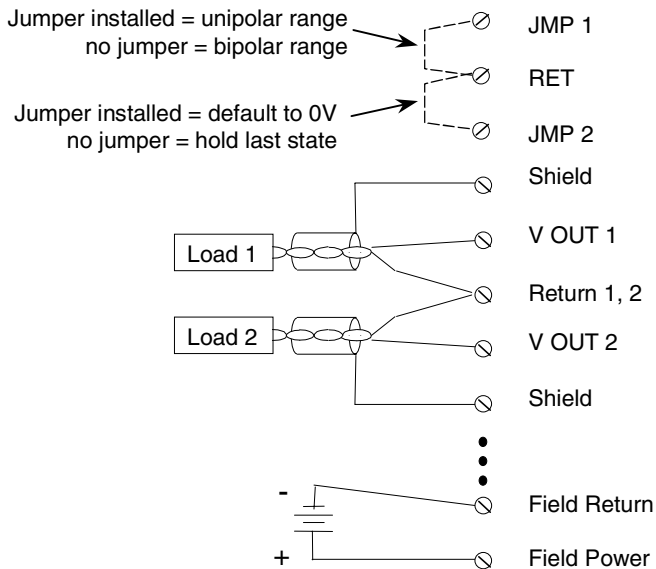 Jumper installed = unipolar range
no jumper = bipolar range
JMP 1
RET
Jumper installed = default to 0V
no jumper = hold last state
JMP 2
Shield
V OUT 1
Load 1
Return 1, 2
Load 2
V OUT 2
Shield
-
Field Return
+
Field Power